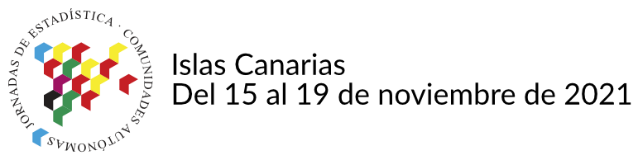 JORNADAS DE ESTADÍSTICA · COMUNIDADES AUTÓNOMAS
Islas Canarias
Del 15 al 19 de noviembre de 2021